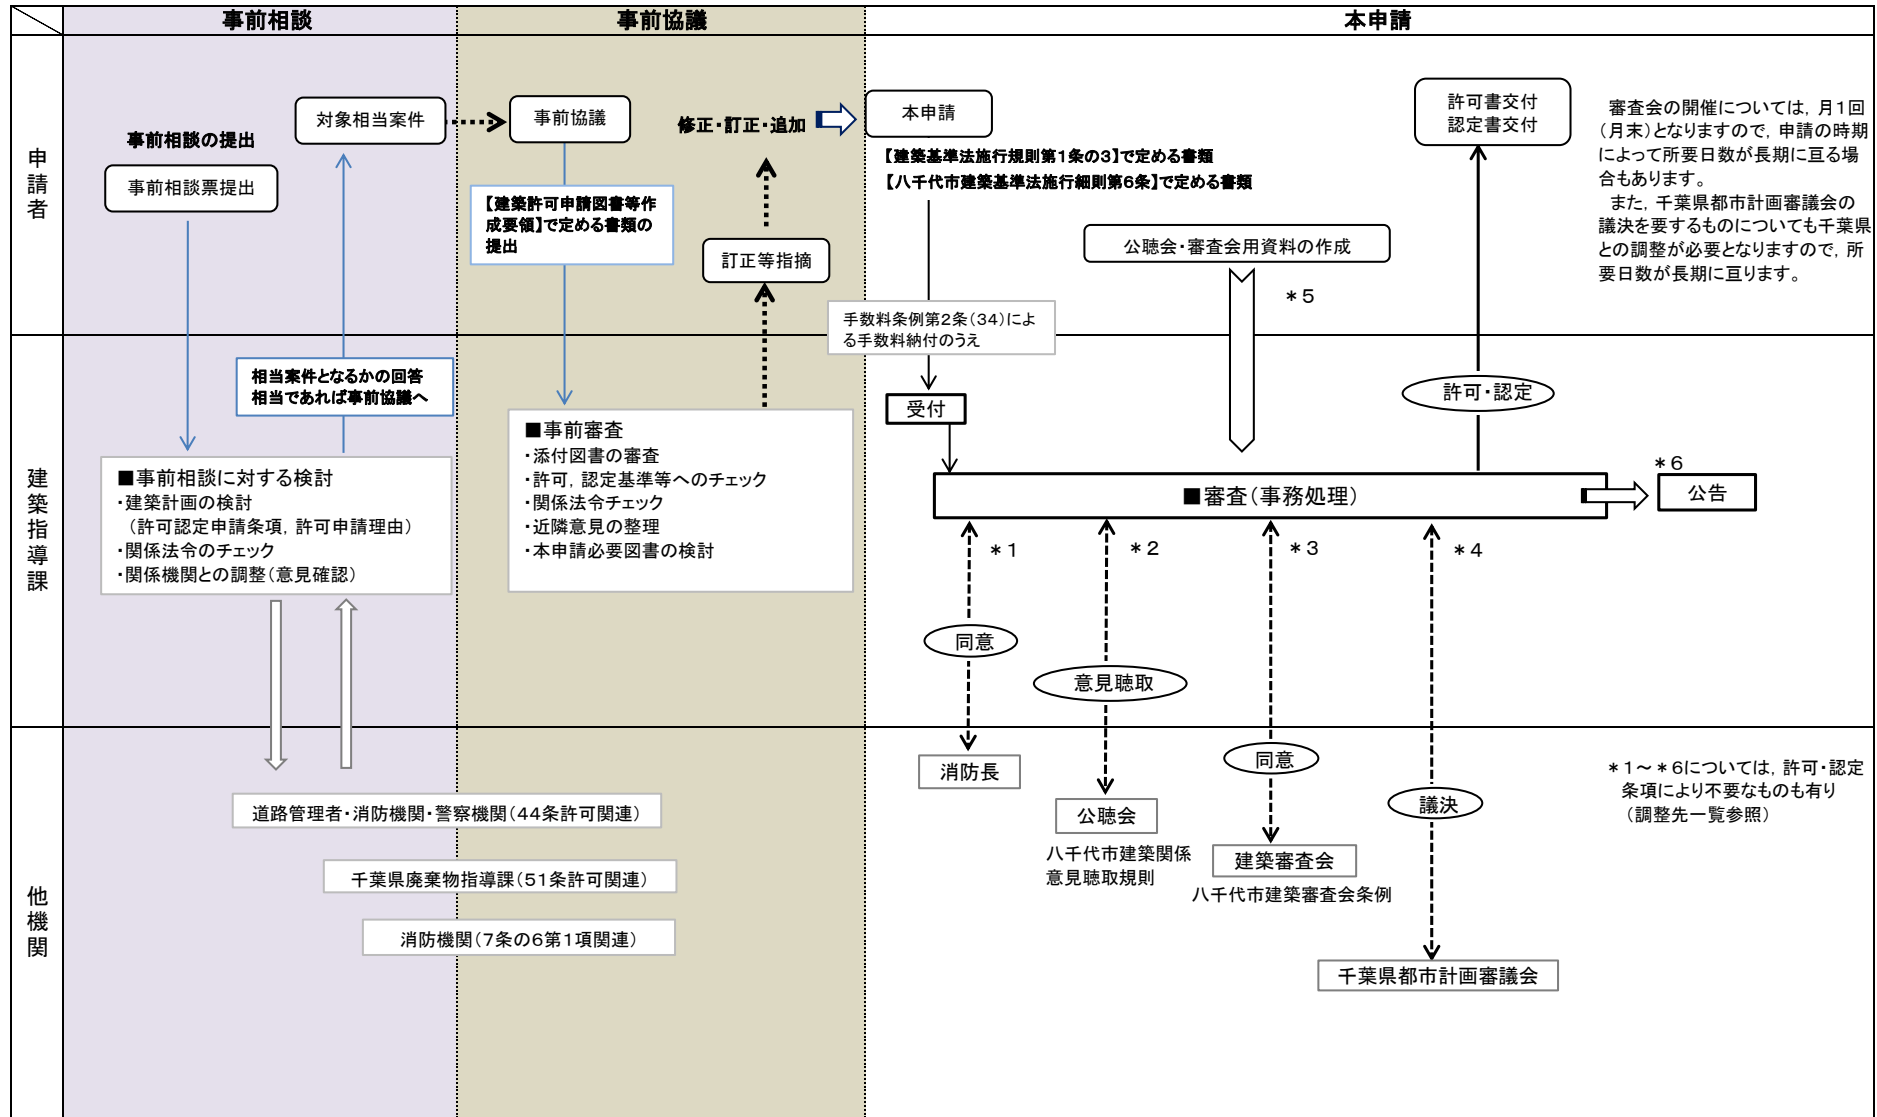 事前相談
事前協議
本申請
申請者
事前相談の提出
事前相談票提出
対象相当案件
事前協議
修正・訂正・追加
本申請
【建築基準法施行規則第1条の3】で定める書類
【八千代市建築基準法施行細則第6条】で定める書類
【建築許可申請図書等作
成要領】で定める書類の
提出
訂正等指摘
公聴会・審査会用資料の作成
*5
許可書交付
認定書交付
審査会の開催については，月1回
（月末）となりますので，申請の時期
によって所要日数が長期に亘る場
合もあります。
また，千葉県都市計画審議会の
議決を要するものについても千葉県
との調整が必要となりますので，所
要日数が長期に亘ります。
手数料条例第2条（34）によ
る手数料納付のうえ
建築指導課
相当案件となるかの回答
相当であれば事前協議へ
■事前相談に対する検討
・建築計画の検討
（許可認定申請条項，許可申請理由）
・関係法令のチェック
・関係機関との調整（意見確認）
■事前審査
・添付図書の審査
・許可，認定基準等へのチェック
・関係法令チェック
・近隣意見の整理
・本申請必要図書の検討
受付
許可・認定
■審査（事務処理）
*6
公告
*1
*2
*3
*4
同意
意見聴取
同意
議決
他機関
道路管理者・消防機関・警察機関（44条許可関連）
千葉県廃棄物指導課（51条許可関連）
消防機関（7条の6第1項関連）
消防長
公聴会
八千代市建築関係
意見聴取規則
建築審査会
八千代市建築審査会条例
千葉県都市計画審議会
*1～*6については，許可・認定
条項により不要なものも有り
（調整先一覧参照）